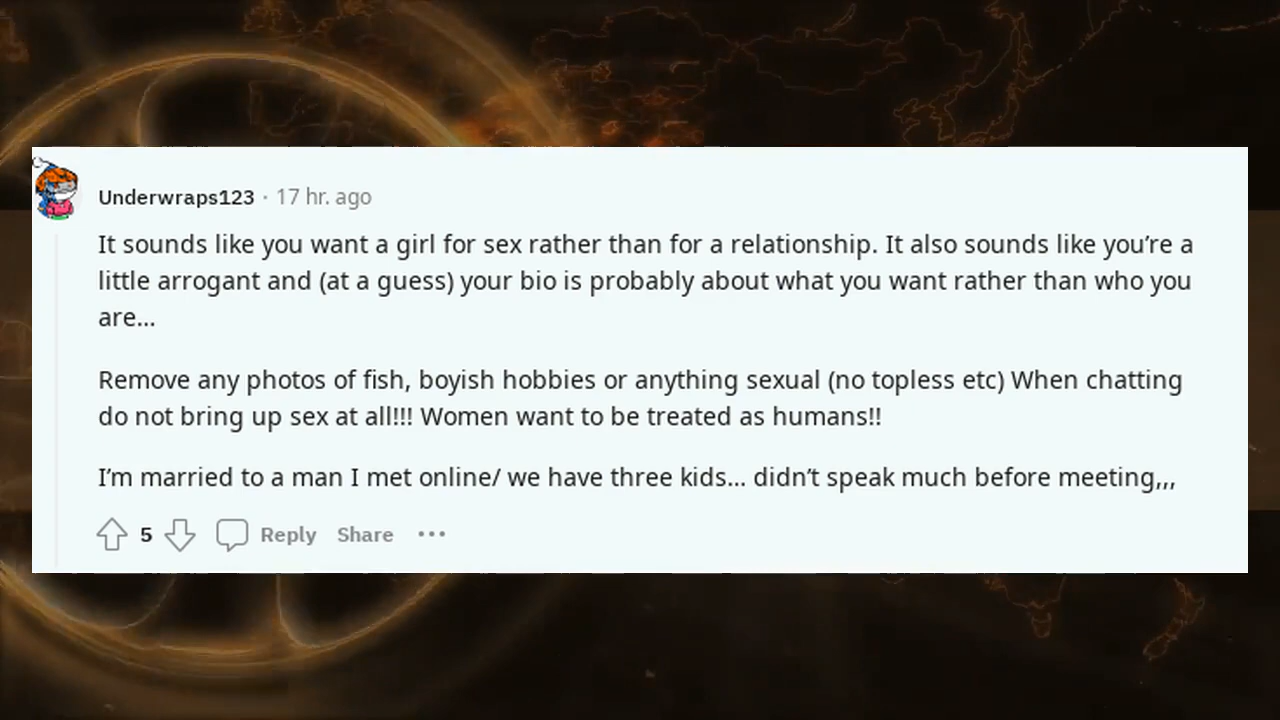 Underwraps123 · 17 hr. ago
It sounds like you want a girl for sex rather than for a relationship. It also sounds like you’re a
little arrogant and (at a guess) your bio is probably about what you want rather than who you
are...
Remove any photos of fish, boyish hobbies or anything sexual (no topless etc) When chatting
do not bring up sex at all!!! Women want to be treated as humans!!
I’m married to a man I met online/ we have three kids... didn’t speak much before meeting,,,
5 Reply Share ...